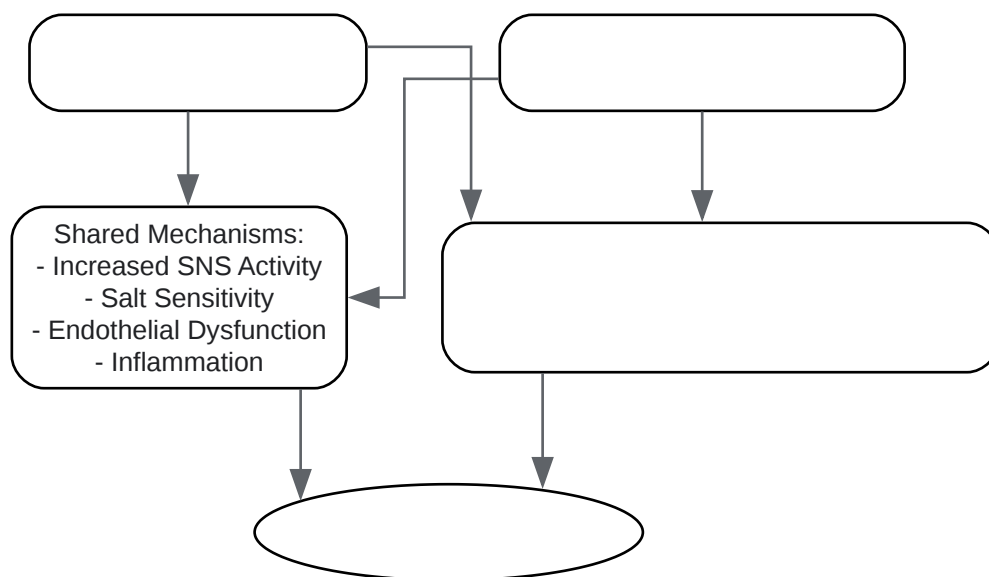 Shared Mechanisms:
- Increased SNS Activity
- Salt Sensitivity
- Endothelial Dysfunction
- Inflammation